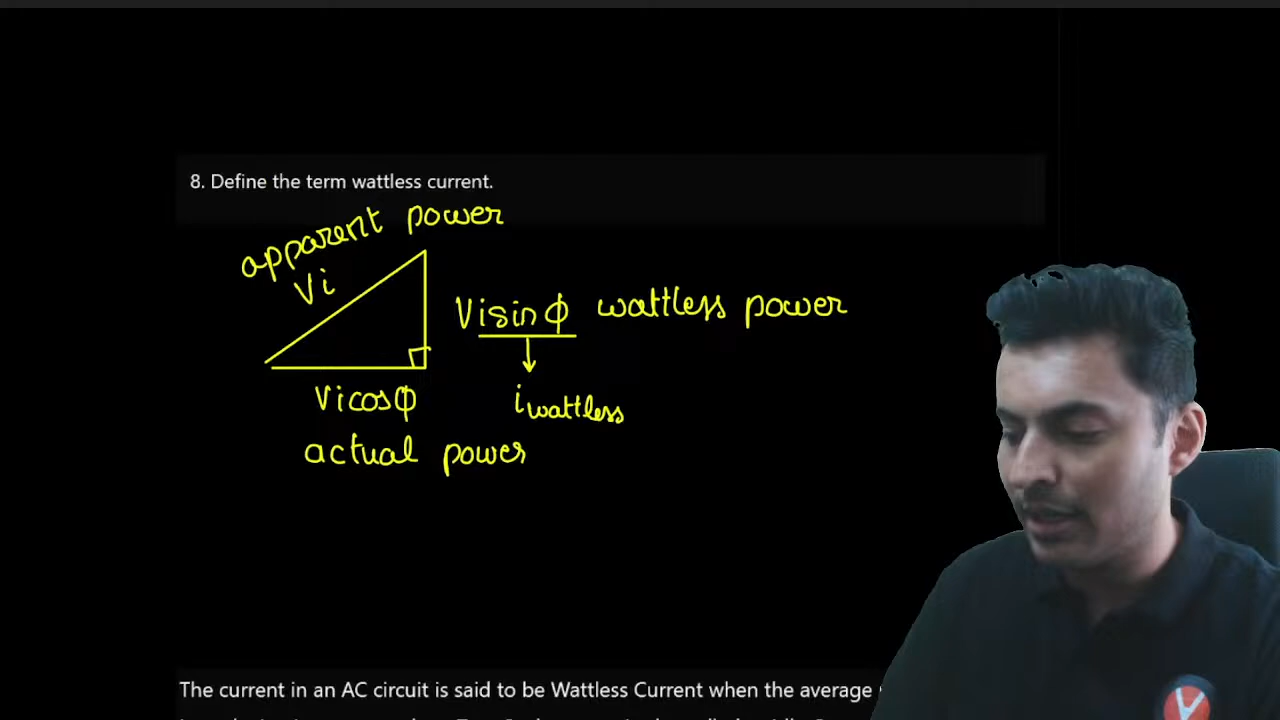 8. Define the term wattless current.
apparent power
Vi
Visinϕ wattless power
Vicosϕ
iwattless
actual power
The current in an AC circuit is said to be Wattless Current when the average